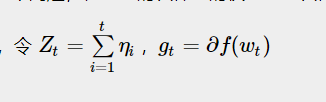 ，令 $Z_t = \sum_{i=1}^{t} \eta_i$ ，$g_t = \partial f(w_t)$